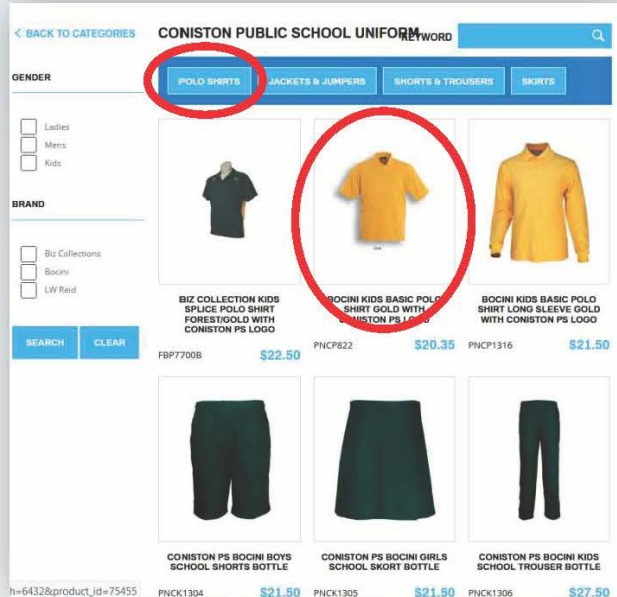 < BACK TO CATEGORIES
CONISTON PUBLIC SCHOOL UNIFORM
KEYWORD
GENDER
Ladies
Mens
Kids
BRAND
Biz Collections
Bocini
LW Reid
SEARCH CLEAR
POLO SHIRTS JACKETS & JUMPERS SHORTS & TROUSERS SKIRTS
BIZ COLLECTION KIDS
SPLICE POLO SHIRT
FOREST/GOLD WITH
CONISTON PS LOGO
FBP7700B $22.50
BOCINI KIDS BASIC POLO
SHIRT GOLD WITH
CONISTON PS LOGO
PNCP822 $20.35
BOCINI KIDS BASIC POLO
SHIRT LONG SLEEVE GOLD
WITH CONISTON PS LOGO
PNCP1316 $21.50
CONISTON PS BOCINI BOYS
SCHOOL SHORTS BOTTLE
PNCK1304 $21.50
CONISTON PS BOCINI GIRLS
SCHOOL SKORT BOTTLE
PNCK1305 $21.50
CONISTON PS BOCINI KIDS
SCHOOL TROUSER BOTTLE
PNCK1306 $27.50
h=6432&product_id=75455